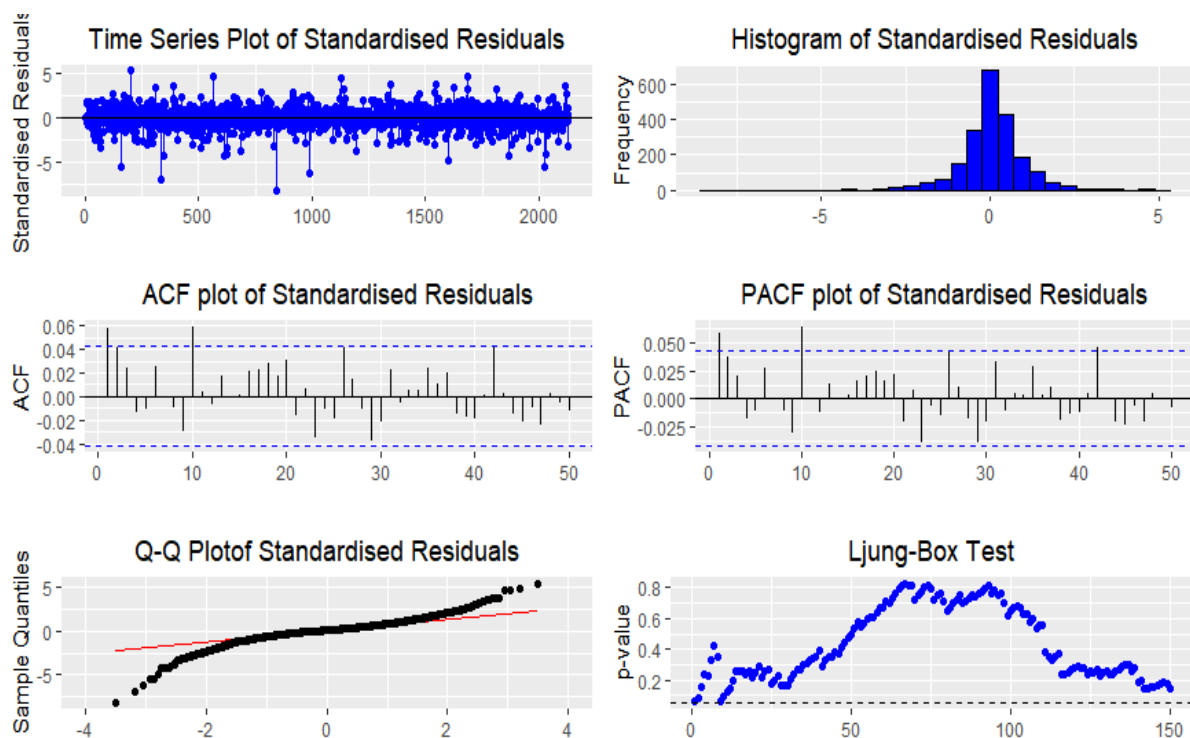 Time Series Plot of Standardised Residuals
Standardised Residuals
5
0
-5
0 500 1000 1500 2000
Histogram of Standardised Residuals
Frequency
600
400
200
0
-5 0 5
ACF plot of Standardised Residuals
ACF
0.06
0.04
0.02
0.00
-0.02
-0.04
0 10 20 30 40 50
PACF plot of Standardised Residuals
PACF
0.050
0.025
0.000
-0.025
0 10 20 30 40 50
Q-Q Plotof Standardised Residuals
Sample Quantiles
5
0
-5
-4 -2 0 2 4
Ljung-Box Test
p-value
0.8
0.6
0.4
0.2
0 50 100 150